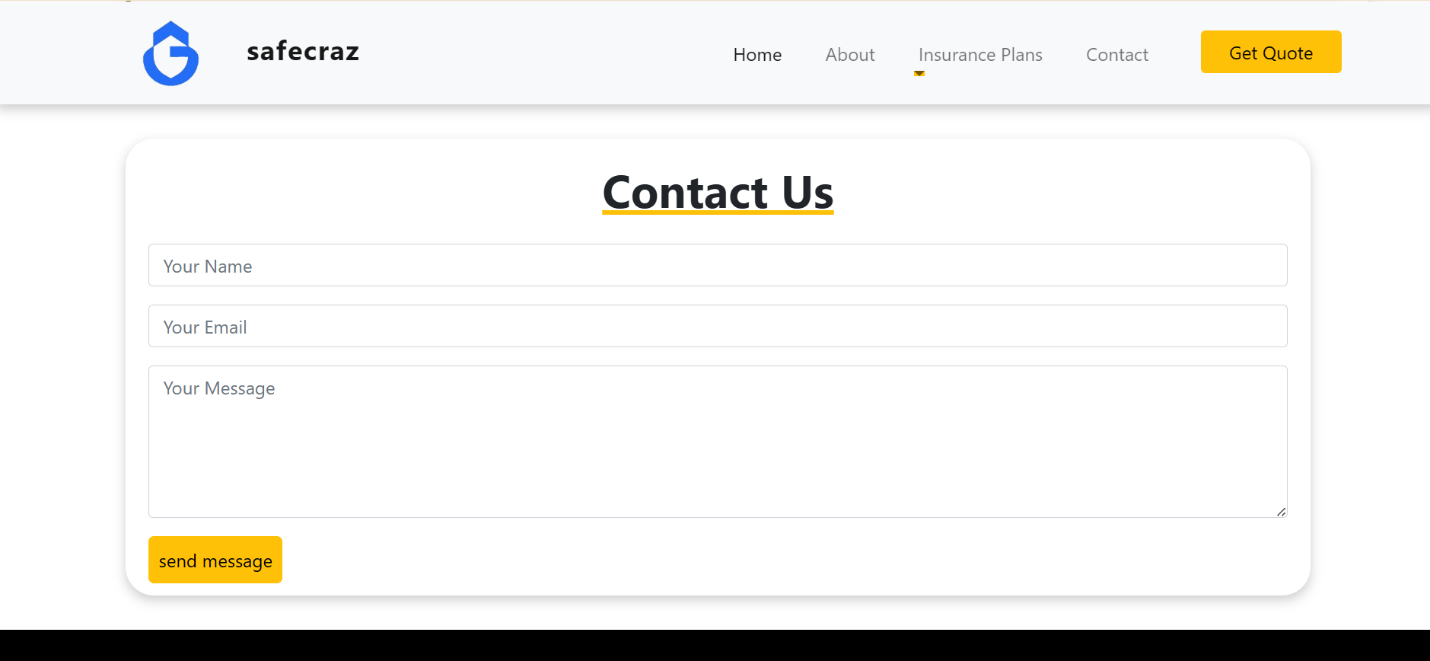 safecraz
Home About Insurance Plans Contact Get Quote
Contact Us
Your Name
Your Email
Your Message
send message